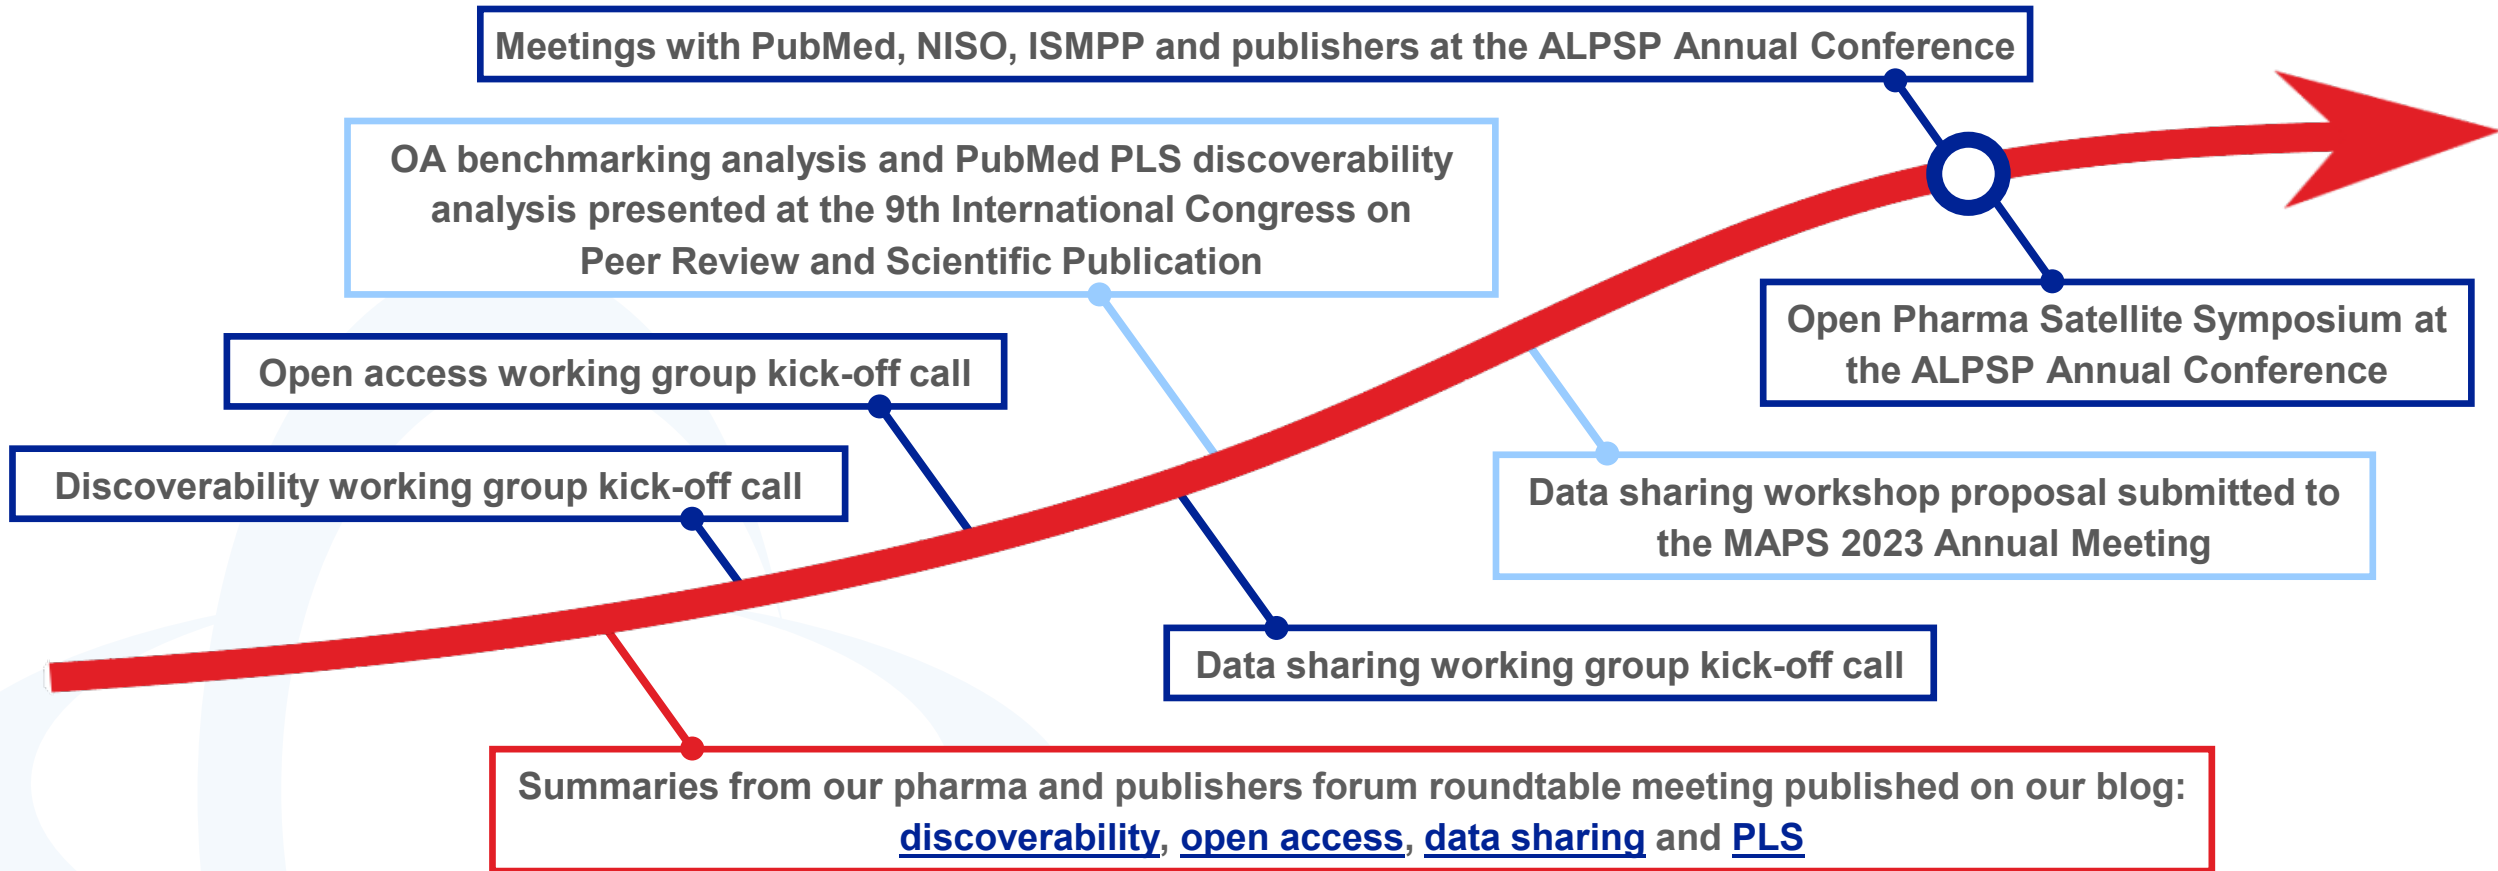 Meetings with PubMed, NISO, ISMPP and publishers at the ALPSP Annual Conference
OA benchmarking analysis and PubMed PLS discoverability
analysis presented at the 9th International Congress on
Peer Review and Scientific Publication
Open Pharma Satellite Symposium at
the ALPSP Annual Conference
Open access working group kick-off call
Discoverability working group kick-off call
Data sharing workshop proposal submitted to
the MAPS 2023 Annual Meeting
Data sharing working group kick-off call
Summaries from our pharma and publishers forum roundtable meeting published on our blog:
discoverability, open access, data sharing and PLS